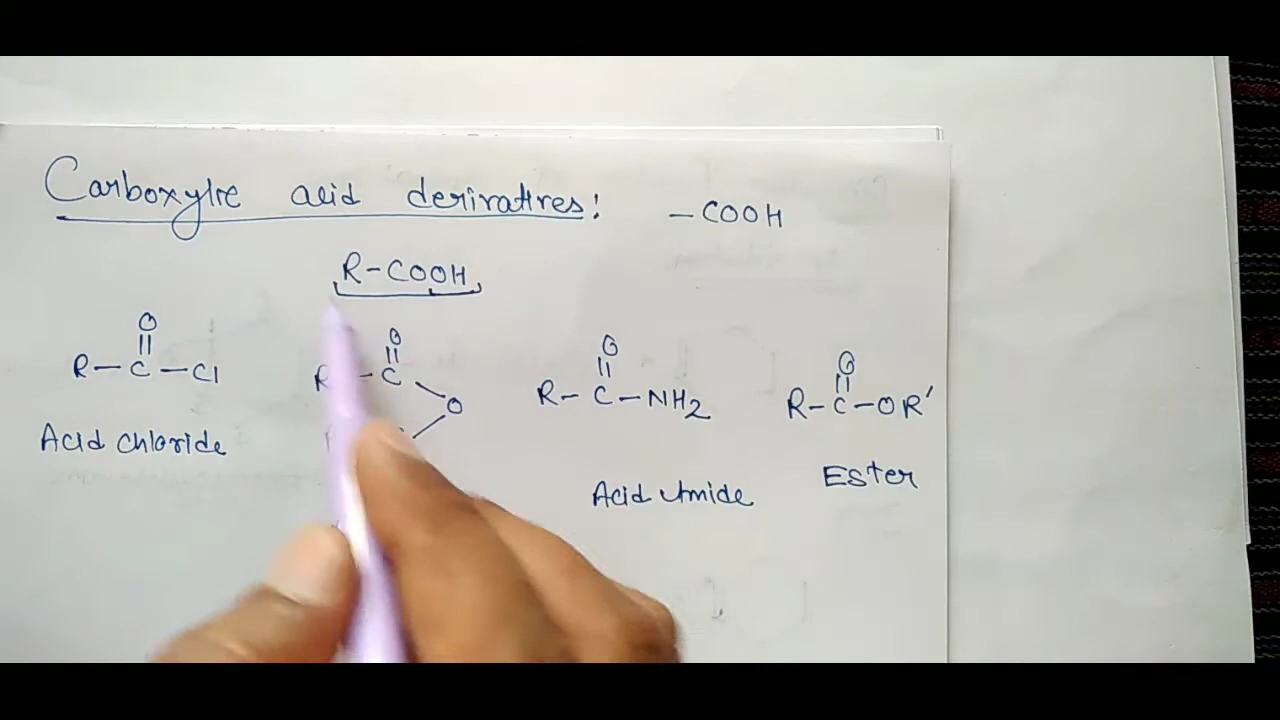 Carboxylic acid derivatives:
-COOH
R-COOH
O
||
R-C-Cl
Acid chloride
O
||
R-C
O
O
||
R-C-NH2
Acid Amide
O
||
R-C-OR'
Ester